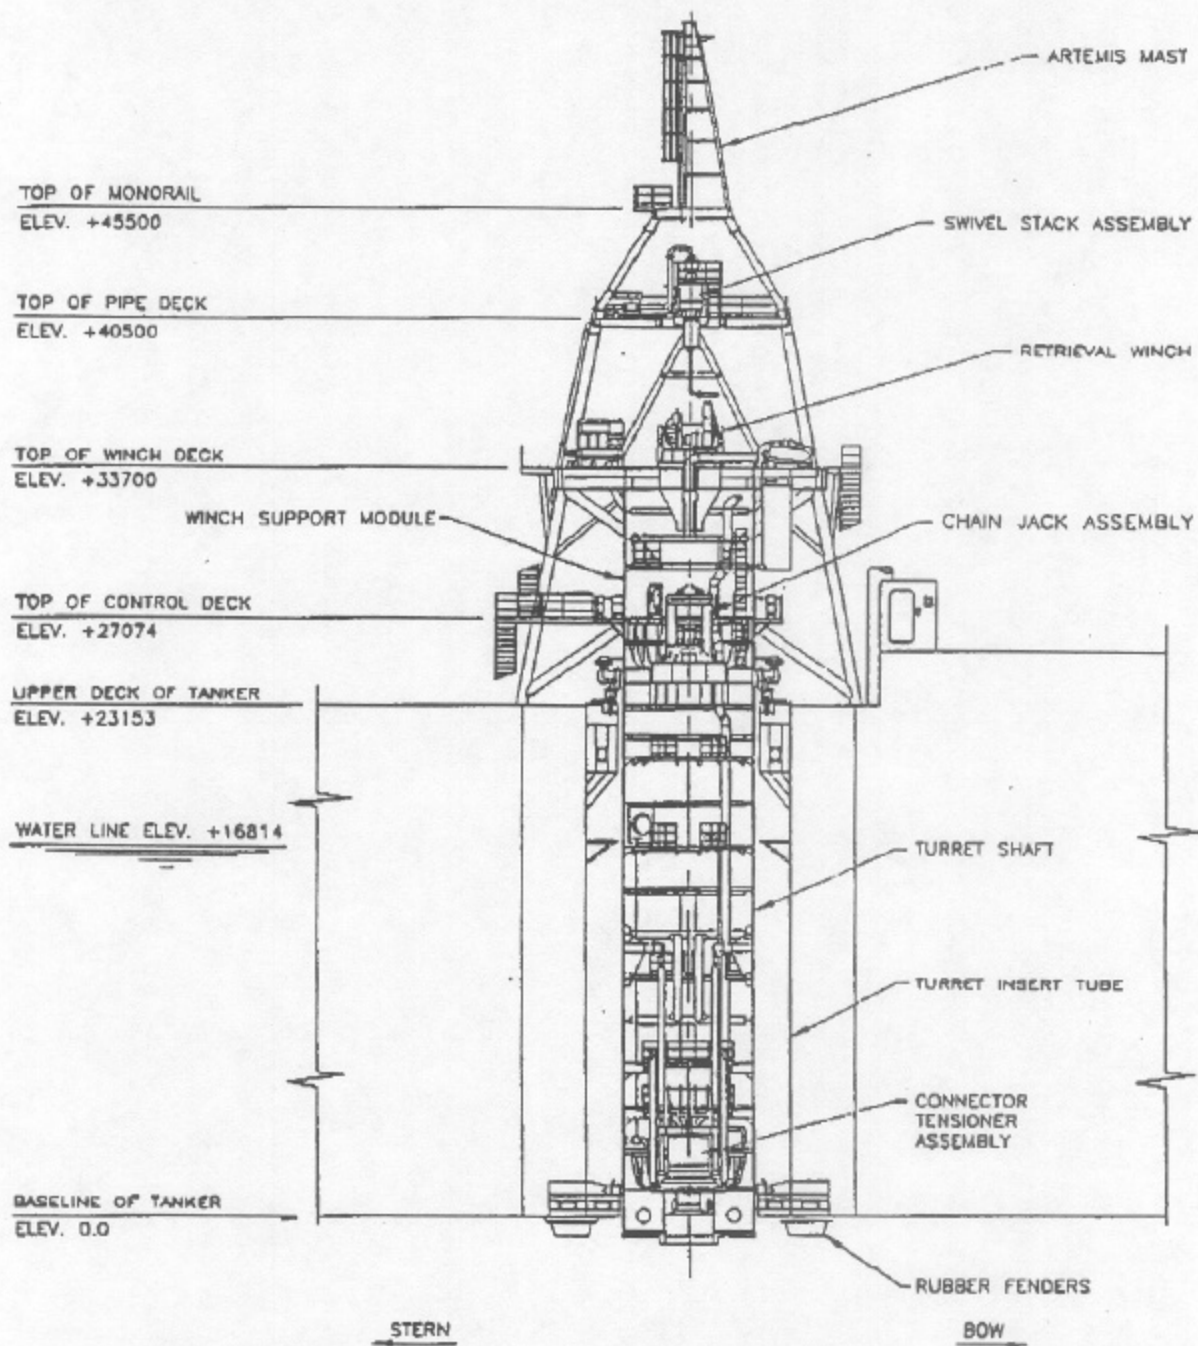 ARTEMIS MAST
TOP OF MONORAIL
ELEV. +45500
SWIVEL STACK ASSEMBLY
TOP OF PIPE DECK
ELEV. +40500
RETRIEVAL WINCH
TOP OF WINCH DECK
ELEV. +33700
WINCH SUPPORT MODULE
CHAIN JACK ASSEMBLY
TOP OF CONTROL DECK
ELEV. +27074
UPPER DECK OF TANKER
ELEV. +23153
WATER LINE ELEV. +16814
TURRET SHAFT
TURRET INSERT TUBE
CONNECTOR
TENSIONER
ASSEMBLY
BASELINE OF TANKER
ELEV. 0.0
RUBBER FENDERS
STERN
BOW